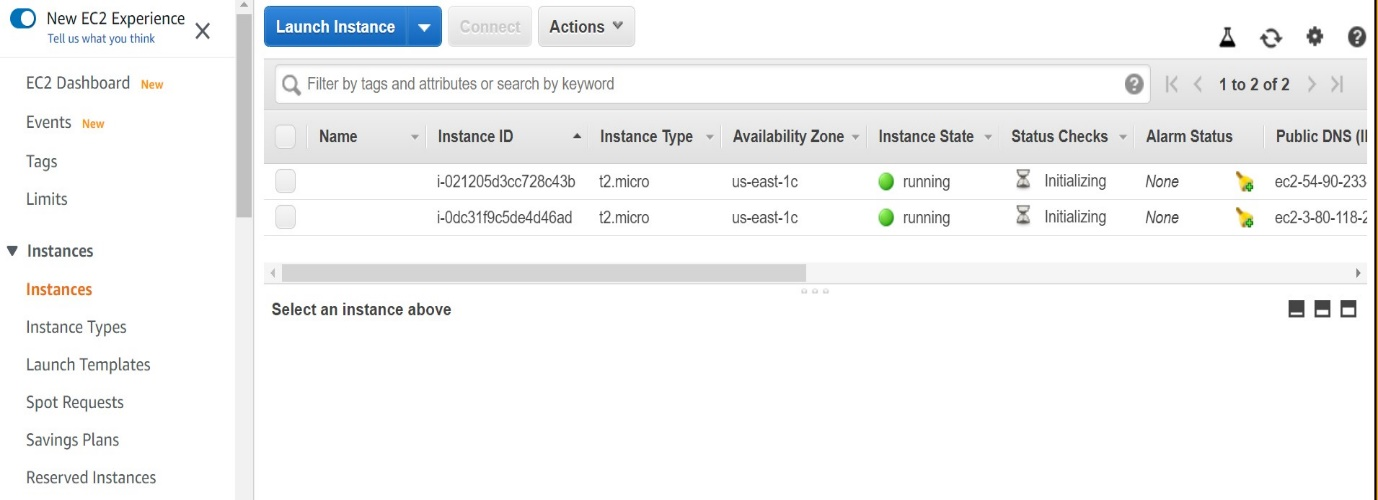 New EC2 Experience
Tell us what you think
EC2 Dashboard New
Events New
Tags
Limits
Instances
Instances
Instance Types
Launch Templates
Spot Requests
Savings Plans
Reserved Instances
Launch Instance Connect Actions
Filter by tags and attributes or search by keyword 1 to 2 of 2
Name Instance ID Instance Type Availability Zone Instance State Status Checks Alarm Status Public DNS (I
i-021205d3cc728c43b t2.micro us-east-1c running Initializing None ec2-54-90-233-
i-0dc31f9c5de4d46ad t2.micro us-east-1c running Initializing None ec2-3-80-118-2
Select an instance above